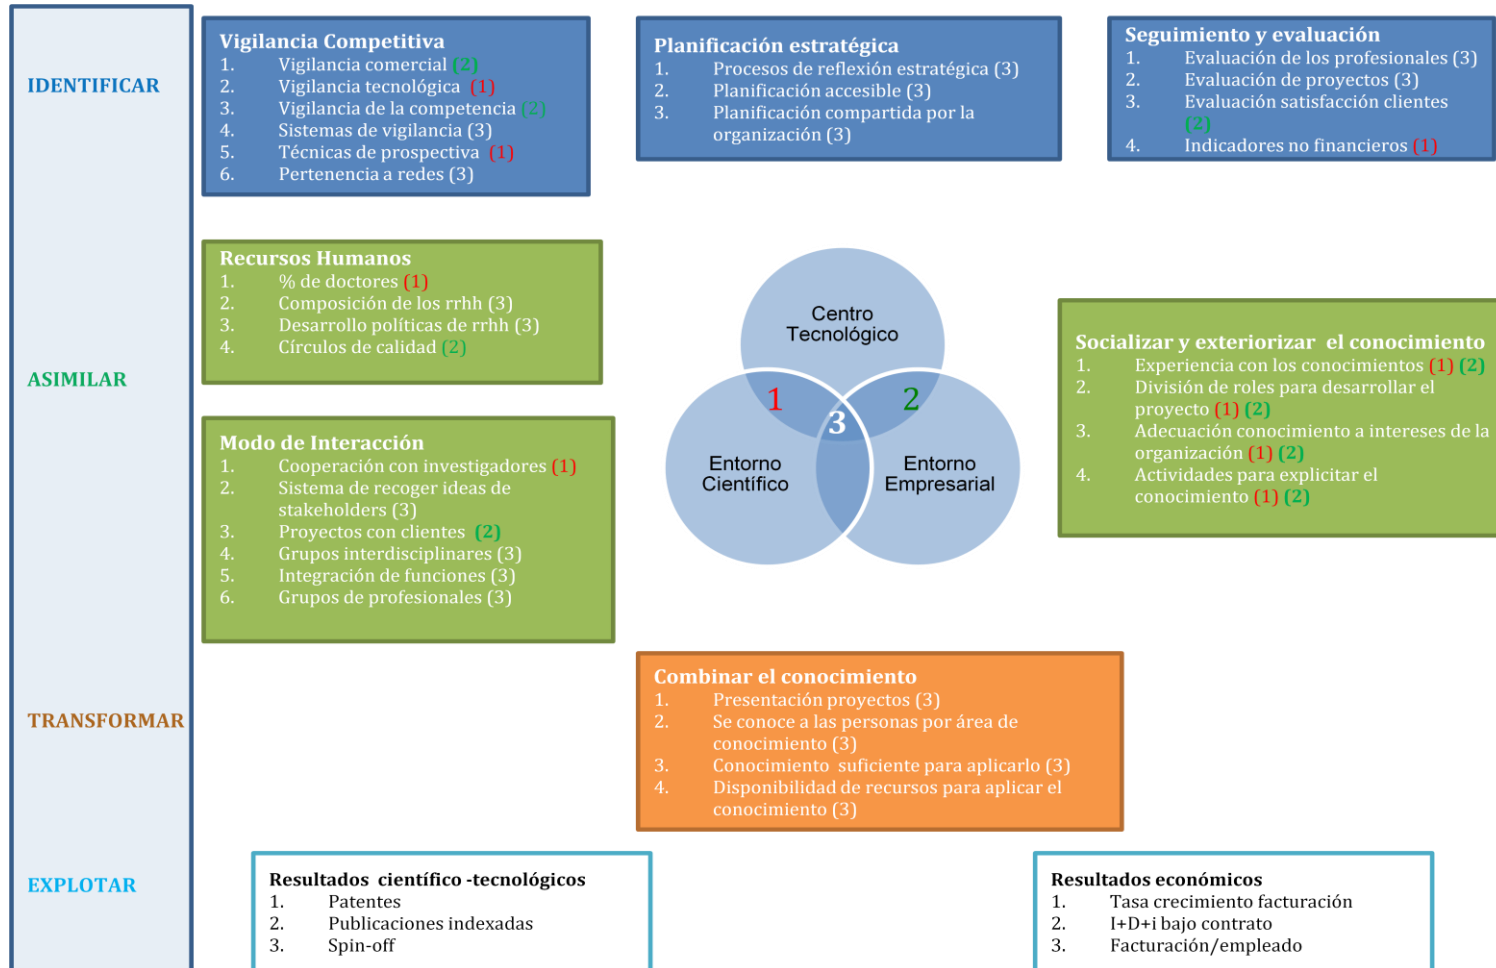 IDENTIFICAR
Vigilancia Competitiva
1. Vigilancia comercial (2)
2. Vigilancia tecnológica (1)
3. Vigilancia de la competencia (2)
4. Sistemas de vigilancia (3)
5. Técnicas de prospectiva (1)
6. Pertenencia a redes (3)
Planificación estratégica
1. Procesos de reflexión estratégica (3)
2. Planificación accesible (3)
3. Planificación compartida por la
organización (3)
Seguimiento y evaluación
1. Evaluación de los profesionales (3)
2. Evaluación de proyectos (3)
3. Evaluación satisfacción clientes
(2)
4. Indicadores no financieros (1)
ASIMILAR
Recursos Humanos
1. % de doctores (1)
2. Composición de los rrhh (3)
3. Desarrollo políticas de rrhh (3)
4. Círculos de calidad (2)
Modo de Interacción
1. Cooperación con investigadores (1)
2. Sistema de recoger ideas de
stakeholders (3)
3. Proyectos con clientes (2)
4. Grupos interdisciplinares (3)
5. Integración de funciones (3)
6. Grupos de profesionales (3)
Centro
Tecnológico
1
2
3
Entorno
Científico
Entorno
Empresarial
Socializar y exteriorizar el conocimiento
1. Experiencia con los conocimientos (1) (2)
2. División de roles para desarrollar el
proyecto (1) (2)
3. Adecuación conocimiento a intereses de la
organización (1) (2)
4. Actividades para explicitar el
conocimiento (1) (2)
TRANSFORMAR
Combinar el conocimiento
1. Presentación proyectos (3)
2. Se conoce a las personas por área de
conocimiento (3)
3. Conocimiento suficiente para aplicarlo (3)
4. Disponibilidad de recursos para aplicar el
conocimiento (3)
EXPLOTAR
Resultados científico -tecnológicos
1. Patentes
2. Publicaciones indexadas
3. Spin-off
Resultados económicos
1. Tasa crecimiento facturación
2. I+D+i bajo contrato
3. Facturación/empleado